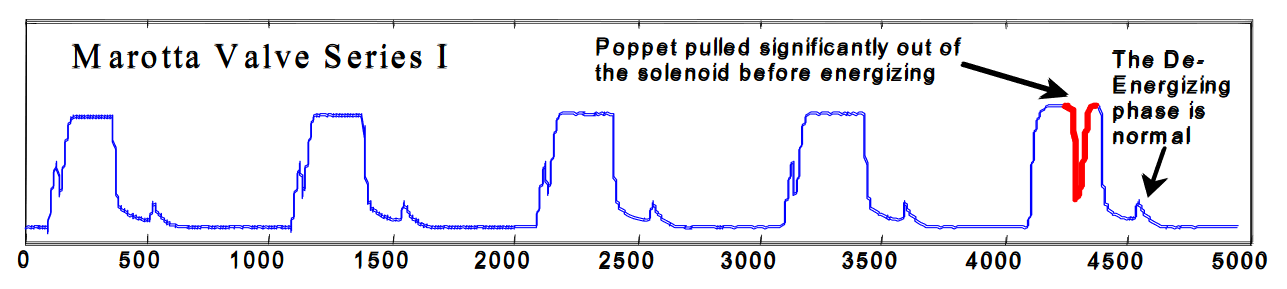 Marotta Valve Series I
Poppet pulled significantly out of
the solenoid before energizing
The De-
Energizing
phase is
normal
0 500 1000 1500 2000 2500 3000 3500 4000 4500 5000